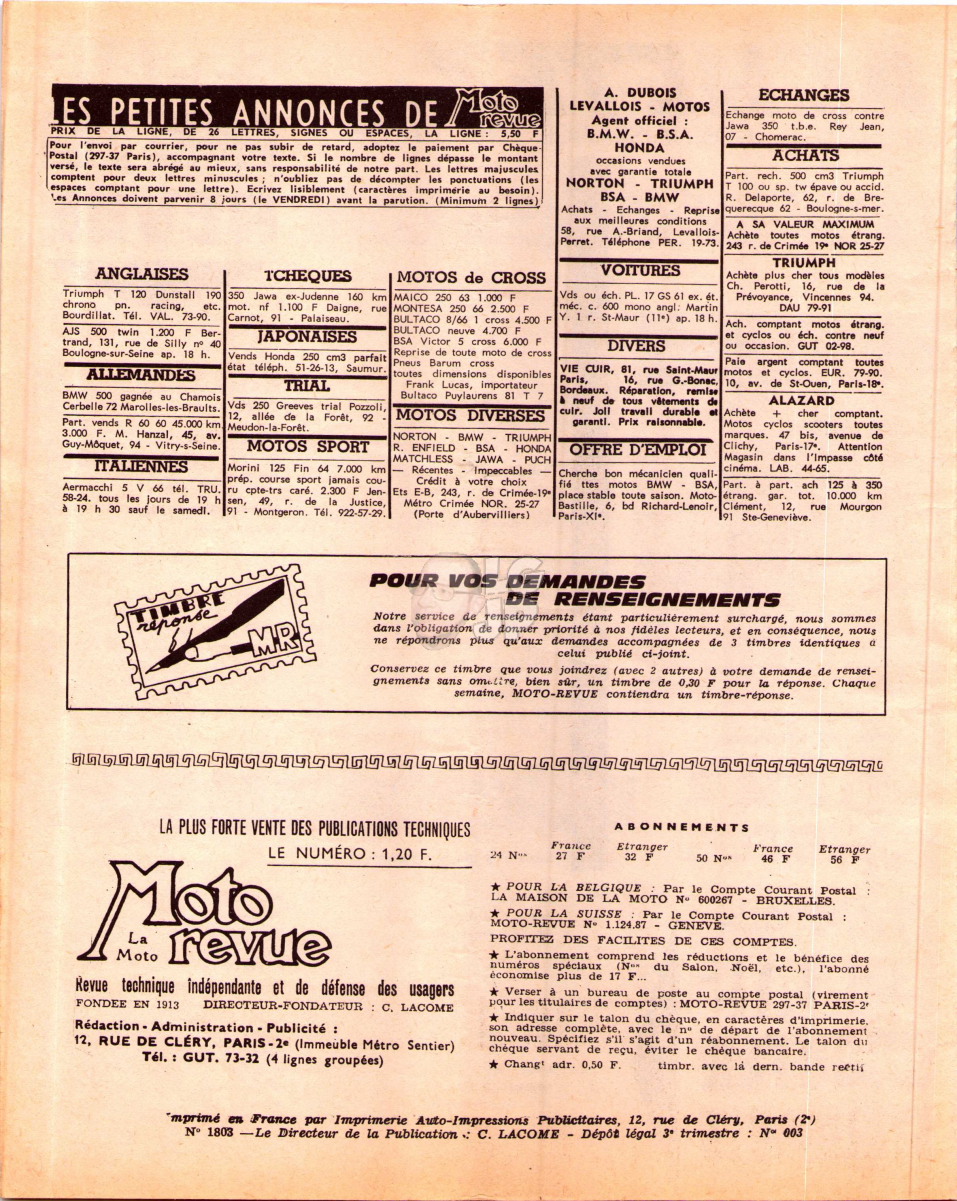 LES PETITES ANNONCES DE Moto revue
PRIX DE LA LIGNE, DE 26 LETTRES, SIGNES OU ESPACES, LA LIGNE : 5,50 F
Pour l'envoi par courrier, pour ne pas subir de retard, adoptez le paiement par Chèque
Postal (297-37 Paris), accompagnant votre texte. Si le nombre de lignes dépasse le montant
versé, le texte sera abrégé au mieux, sans responsabilité de notre part. Les lettres majuscules
comptent pour deux lettres minuscules ; n'oubliez pas de décompter les ponctuations (les
espaces comptant pour une lettre). Ecrivez lisiblement (caractères imprimerie au besoin).
Les Annonces doivent parvenir 8 jours (le VENDREDI) avant la parution. (Minimum 2 lignes)
ANGLAISES
Triumph T 120 Dunstall 190
chrono pn. racing, etc.
Bourdillat. Tél. VAL. 73-90.
AJS 500 twin 1.200 F Ber-
trand, 131, rue de Silly n° 40
Boulogne-sur-Seine ap. 18 h.
ALLEMANDES
BMW 500 gagnée au Chamois
Cerbelle 72 Marolles-les-Braults.
Part. vends R 60 60 45.000 km
3.000 F. M. Hanzal, 45, av.
Guy-Môquet, 94 - Vitry-s-Seine.
ITALIENNES
Aermacchi 5 V 66 tél. TRU.
58-24. tous les jours de 19 h
à 19 h 30 sauf le samedi.
TCHEQUES
350 Jawa ex-Judenne 160 km
mot. nf 1.100 F Daigne, rue
Carnot, 91 - Palaiseau.
JAPONAISES
Vends Honda 250 cm3 parfait
état téléph. 51-26-13, Saumur.
TRIAL
Vds 250 Greeves trial Pozzoli,
12, allée de la Forêt, 92 -
Meudon-la-Forêt.
MOTOS SPORT
Morini 125 Fin 64 7.000 km
prép. course sport jamais cou-
ru cpte-trs caré. 2.300 F Jen-
sen, 49, r. de la Justice,
91 - Montgeron. Tél. 922-57-29.
MOTOS de CROSS
MAICO 250 63 1.000 F
MONTESA 250 66 2.500 F
BULTACO 8/66 1 cross 4.500 F
BULTACO neuve 4.700 F
BSA Victor 5 cross 6.000 F
Reprise de toute moto de cross
Pneus Barum cross
toutes dimensions disponibles
Frank Lucas, importateur
Bultaco Puylaurens 81 T 7
MOTOS DIVERSES
NORTON - BMW - TRIUMPH
R. ENFIELD - BSA - HONDA
MATCHLESS - JAWA - PUCH
— Récentes - Impeccables —
Crédit à votre choix
Ets E-B, 243, r. de Crimée-19e
Métro Crimée NOR. 25-27
(Porte d'Aubervilliers)
A. DUBOIS
LEVALLOIS - MOTOS
Agent officiel :
B.M.W. - B.S.A.
HONDA
occasions vendues
avec garantie totale
NORTON - TRIUMPH
BSA - BMW
Achats - Echanges - Reprise
aux meilleures conditions
58, rue A.-Briand, Levallois-
Perret. Téléphone PER. 19-73.
VOITURES
Vds ou éch. PL. 17 GS 61 ex. ét.
méc. c. 600 mono angl. Martin
Y. 1 r. St-Maur (11e) ap. 18 h.
DIVERS
VIE CUIR, 81, rue Saint-Maur
Paris, 16, rue G.-Bonac,
Bordeaux. Réparation, remise
à neuf de tous vêtements de
cuir. Joli travail durable et
garanti. Prix raisonnable.
OFFRE D'EMPLOI
Cherche bon mécanicien quali-
fié ttes motos BMW - BSA,
place stable toute saison. Moto-
Bastille, 6, bd Richard-Lenoir,
Paris-XIe.
ECHANGES
Echange moto de cross contre
Jawa 350 t.b.e. Rey Jean,
07 - Chomerac.
ACHATS
Part. rech. 500 cm3 Triumph
T 100 ou sp. tw épave ou accid.
R. Delaporte, 62, r. de Bre-
querecque 62 - Boulogne-s-mer.
A SA VALEUR MAXIMUM
Achète toutes motos étrang.
243 r. de Crimée 19e NOR 25-27
TRIUMPH
Achète plus cher tous modèles
Ch. Perotti, 16, rue de la
Prévoyance, Vincennes 94.
DAU 79-91
Ach. comptant motos étrang.
et cyclos ou éch. contre neuf
ou occasion. GUT 02-98.
Paie argent comptant toutes
motos et cyclos. EUR. 79-90.
10, av. de St-Ouen, Paris-18e.
ALAZARD
Achète + cher comptant.
Motos cyclos scooters toutes
marques. 47 bis, avenue de
Clichy, Paris-17e. Attention
Magasin dans l'Impasse côté
cinéma. LAB. 44-65.
Part. à part. ach 125 à 350
étrang. gar. tot. 10.000 km
Clément, 12, rue Mourgon
91 Ste-Geneviève.
TIMBRE
réponse
MR
POUR VOS DEMANDES
DE RENSEIGNEMENTS
Notre service de renseignements étant particulièrement surchargé, nous sommes
dans l'obligation de donner priorité à nos fidèles lecteurs, et en conséquence, nous
ne répondrons plus qu'aux demandes accompagnées de 3 timbres identiques à
celui publié ci-joint.
Conservez ce timbre que vous joindrez (avec 2 autres) à votre demande de rensei-
gnements sans omettre, bien sûr, un timbre de 0,30 F pour la réponse. Chaque
semaine, MOTO-REVUE contiendra un timbre-réponse.
LA PLUS FORTE VENTE DES PUBLICATIONS TECHNIQUES
LE NUMÉRO : 1,20 F.
Moto
La Moto revue
Revue technique indépendante et de défense des usagers
FONDEE EN 1913 DIRECTEUR-FONDATEUR : C. LACOME
Rédaction - Administration - Publicité :
12, RUE DE CLÉRY, PARIS-2e (Immeuble Métro Sentier)
Tél. : GUT. 73-32 (4 lignes groupées)
ABONNEMENTS
France Etranger France Etranger
24 Nos 27 F 32 F 50 Nos 46 F 56 F
★ POUR LA BELGIQUE : Par le Compte Courant Postal :
LA MAISON DE LA MOTO N° 600267 - BRUXELLES.
★ POUR LA SUISSE : Par le Compte Courant Postal :
MOTO-REVUE N° 1.124.87 - GENEVE.
PROFITEZ DES FACILITES DE CES COMPTES.
★ L'abonnement comprend les réductions et le bénéfice des
numéros spéciaux (Nos du Salon, Noël, etc.), l'abonné
économise plus de 17 F...
★ Verser à un bureau de poste au compte postal (virement
pour les titulaires de comptes) : MOTO-REVUE 297-37 PARIS-2e
★ Indiquer sur le talon du chèque, en caractères d'imprimerie,
son adresse complète, avec le n° de départ de l'abonnement
nouveau. Spécifiez s'il s'agit d'un réabonnement. Le talon du
chèque servant de reçu, éviter le chèque bancaire.
★ Changt adr. 0,50 F. timbr. avec la dern. bande rectif
Imprimé en France par Imprimerie Auto-Impressions Publicitaires, 12, rue de Cléry, Paris (2e)
N° 1803 — Le Directeur de la Publication : C. LACOME - Dépôt légal 3e trimestre : No 003